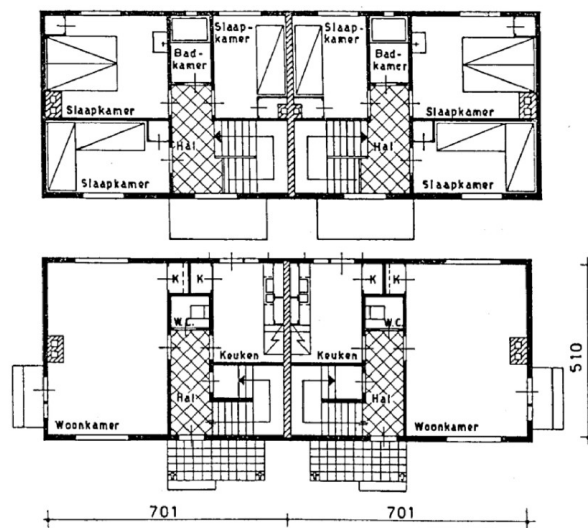 Slaap-
kamer
Slaap-
kamer
Bad-
kamer
Bad-
kamer
Slaapkamer
Slaapkamer
Hal
Hal
Slaapkamer
Slaapkamer
K
K
K
K
W.C.
W.C.
Keuken
Keuken
Hal
Hal
Woonkamer
Woonkamer
510
701
701